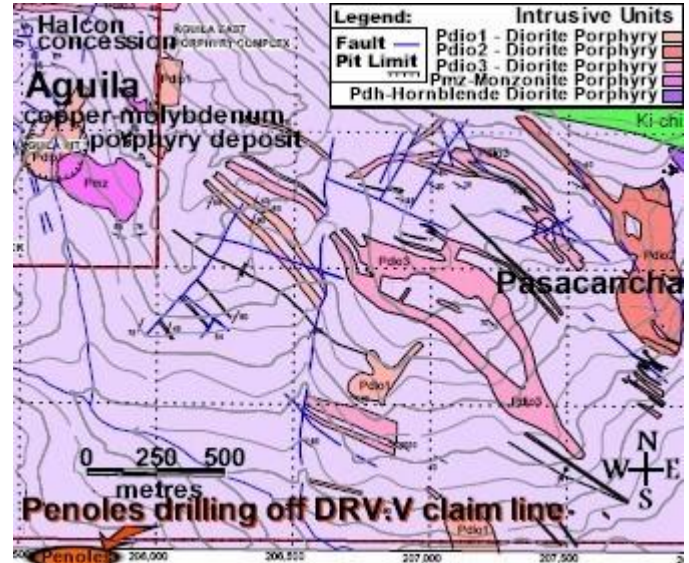 Halcon
concession
AGUILA EAST
PORPHYRY COMPLEX
Pdio1
Aguila
copper-molybdenum
porphyry deposit
Pmz
Legend:
Intrusive Units
Fault
Pit Limit
Pdio1 - Diorite Porphyry
Pdio2 - Diorite Porphyry
Pdio3 - Diorite Porphyry
Pmz-Monzonite Porphyry
Pdh-Hornblende Diorite Porphyry
Ki-chi
Pdio3
Pdio2
Pdio3
Pasacancha
Pdio1
Pdio3
N
W E
S
0 250 500
metres
Penoles drilling off DRV.V claim line
Pdio1
Penoles
206,000
206,500
207,000
207,500